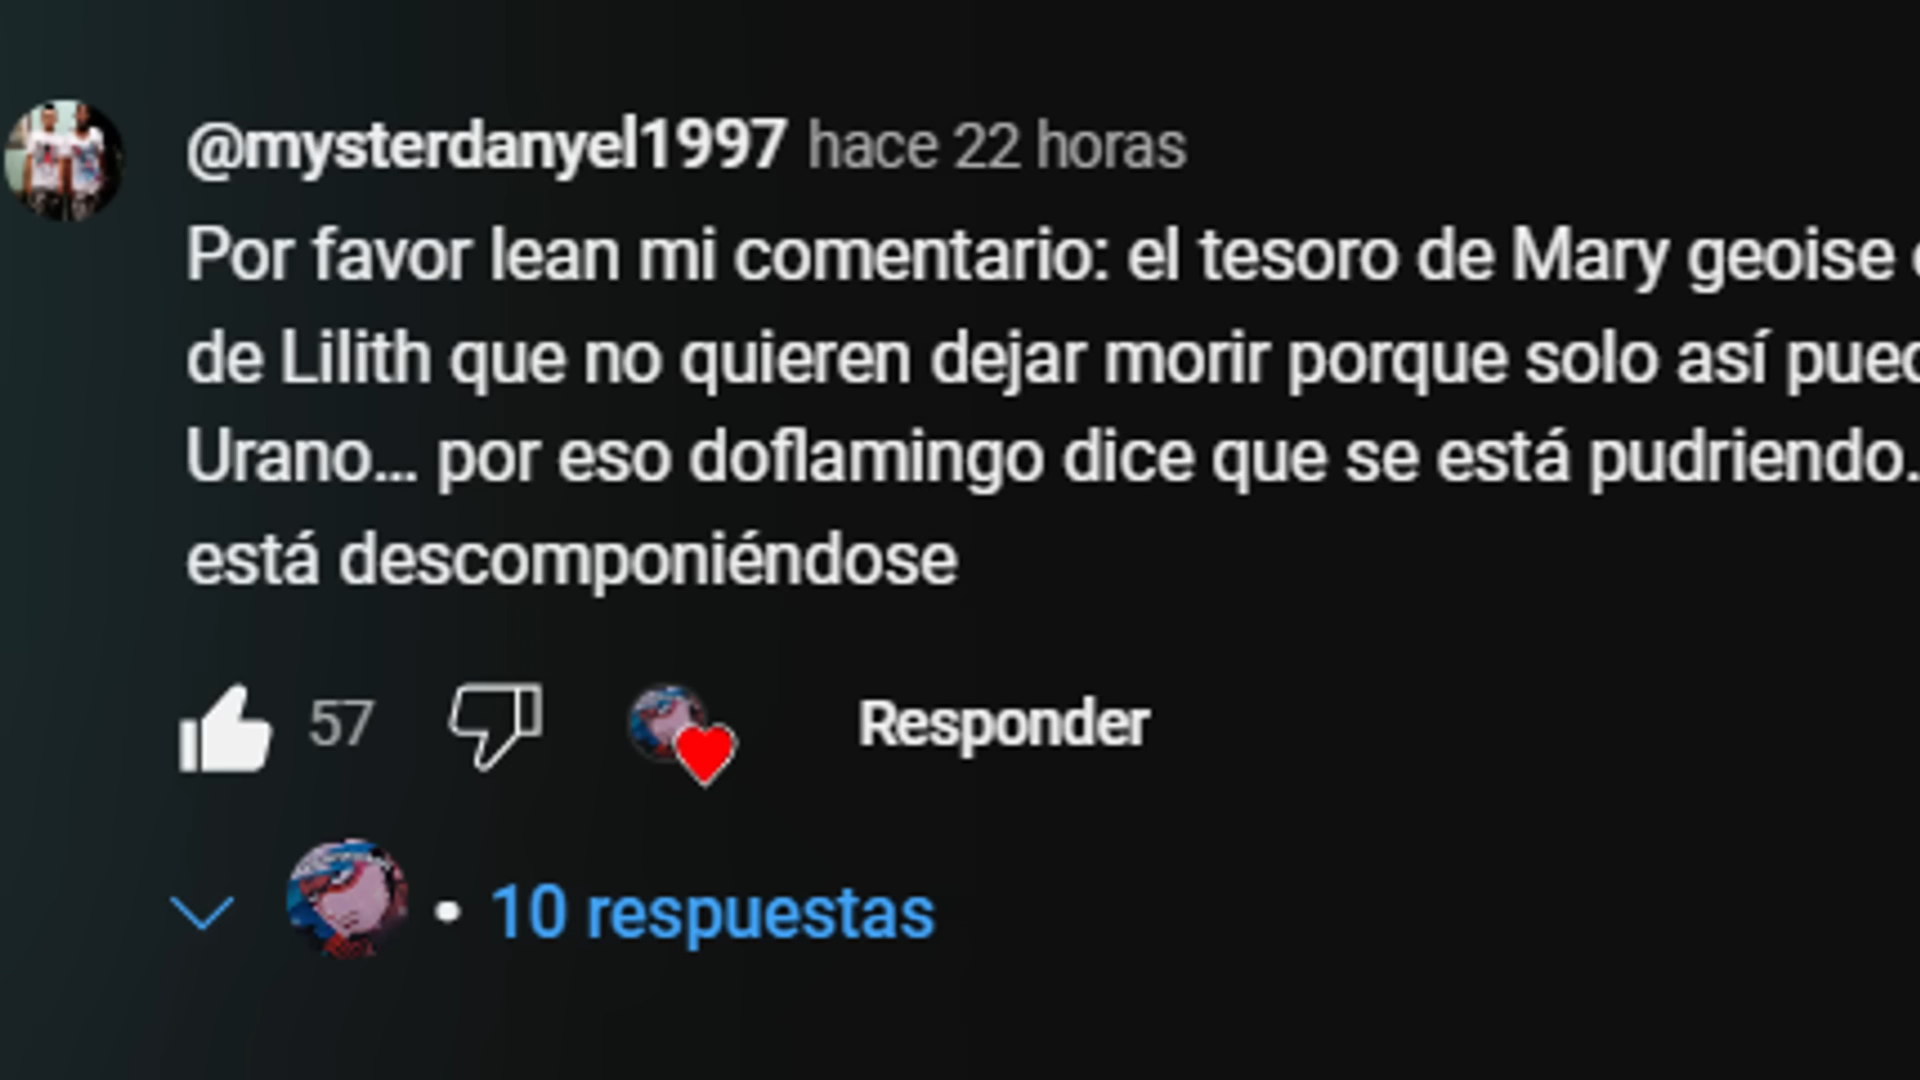 @mysterdanyel1997 hace 22 horas
Por favor lean mi comentario: el tesoro de Mary geoise
de Lilith que no quieren dejar morir porque solo así
Urano... por eso doflamingo dice que se está pudriendo.
está descomponiéndose
57
Responder
10 respuestas